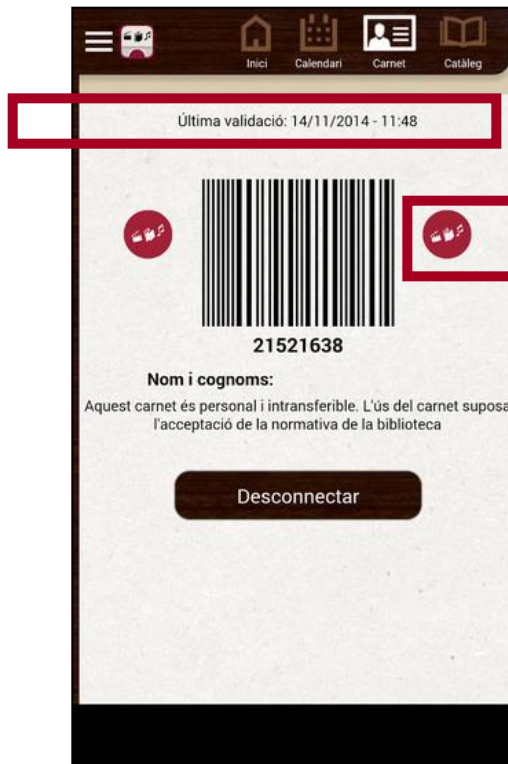 Inici Calendari Carnet Catàleg
Última validació: 14/11/2014 - 11:48
21521638
Nom i cognoms:
Aquest carnet és personal i intransferible. L'ús del carnet suposa
l'acceptació de la normativa de la biblioteca
Desconnectar